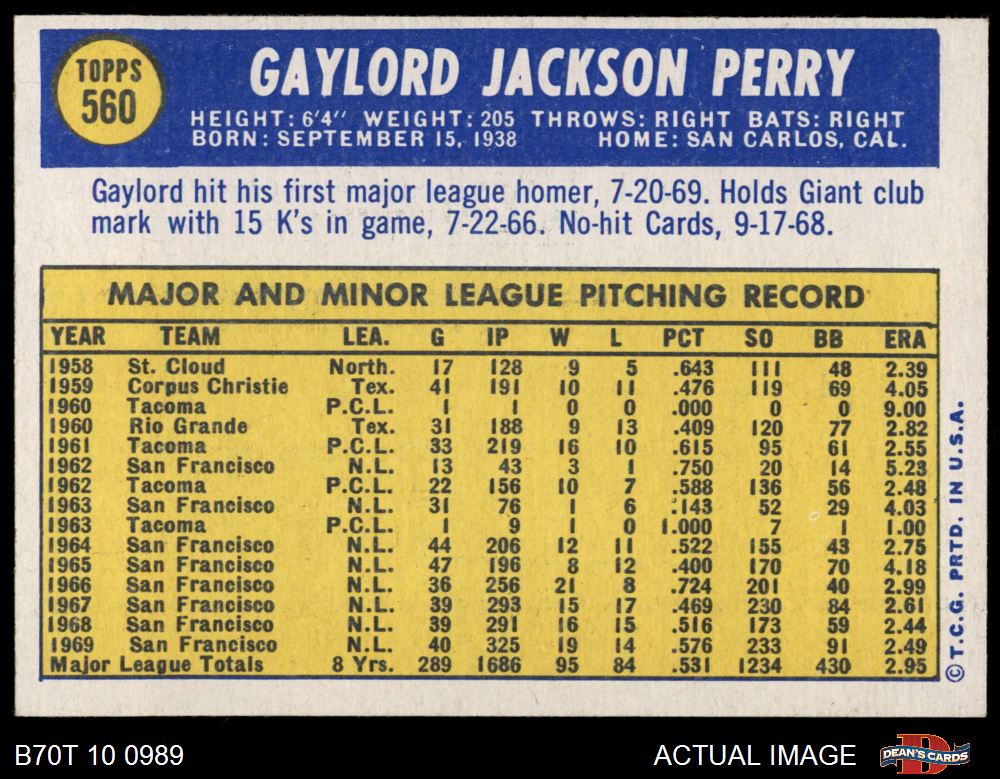 TOPPS
560
GAYLORD JACKSON PERRY
HEIGHT: 6'4" WEIGHT: 205 THROWS: RIGHT BATS: RIGHT
BORN: SEPTEMBER 15, 1938 HOME: SAN CARLOS, CAL.
Gaylord hit his first major league homer, 7-20-69. Holds Giant club
mark with 15 K's in game, 7-22-66. No-hit Cards, 9-17-68.
MAJOR AND MINOR LEAGUE PITCHING RECORD
YEAR TEAM LEA. G IP W L PCT SO BB ERA
1958 St. Cloud North. 17 128 9 5 .643 111 48 2.39
1959 Corpus Christie Tex. 41 191 10 11 .476 119 69 4.05
1960 Tacoma P.C.L. 1 1 0 0 .000 0 0 9.00
1960 Rio Grande Tex. 31 188 9 13 .409 120 77 2.82
1961 Tacoma P.C.L. 33 219 16 10 .615 95 61 2.55
1962 San Francisco N.L. 13 43 3 1 .750 20 14 5.23
1962 Tacoma P.C.L. 22 156 10 7 .588 136 56 2.48
1963 San Francisco N.L. 31 76 1 6 .143 52 29 4.03
1963 Tacoma P.C.L. 1 9 1 0 1.000 7 1 1.00
1964 San Francisco N.L. 44 206 12 11 .522 155 43 2.75
1965 San Francisco N.L. 47 196 8 12 .400 170 70 4.18
1966 San Francisco N.L. 36 256 21 8 .724 201 40 2.99
1967 San Francisco N.L. 39 293 15 17 .469 230 84 2.61
1968 San Francisco N.L. 39 291 16 15 .516 173 59 2.44
1969 San Francisco N.L. 40 325 19 14 .576 233 91 2.49
Major League Totals 8 Yrs. 289 1686 95 84 .531 1234 430 2.95
© T.C.G. PRTD. IN U.S.A.
B70T 10 0989 ACTUAL IMAGE
D
DEAN'S CARDS